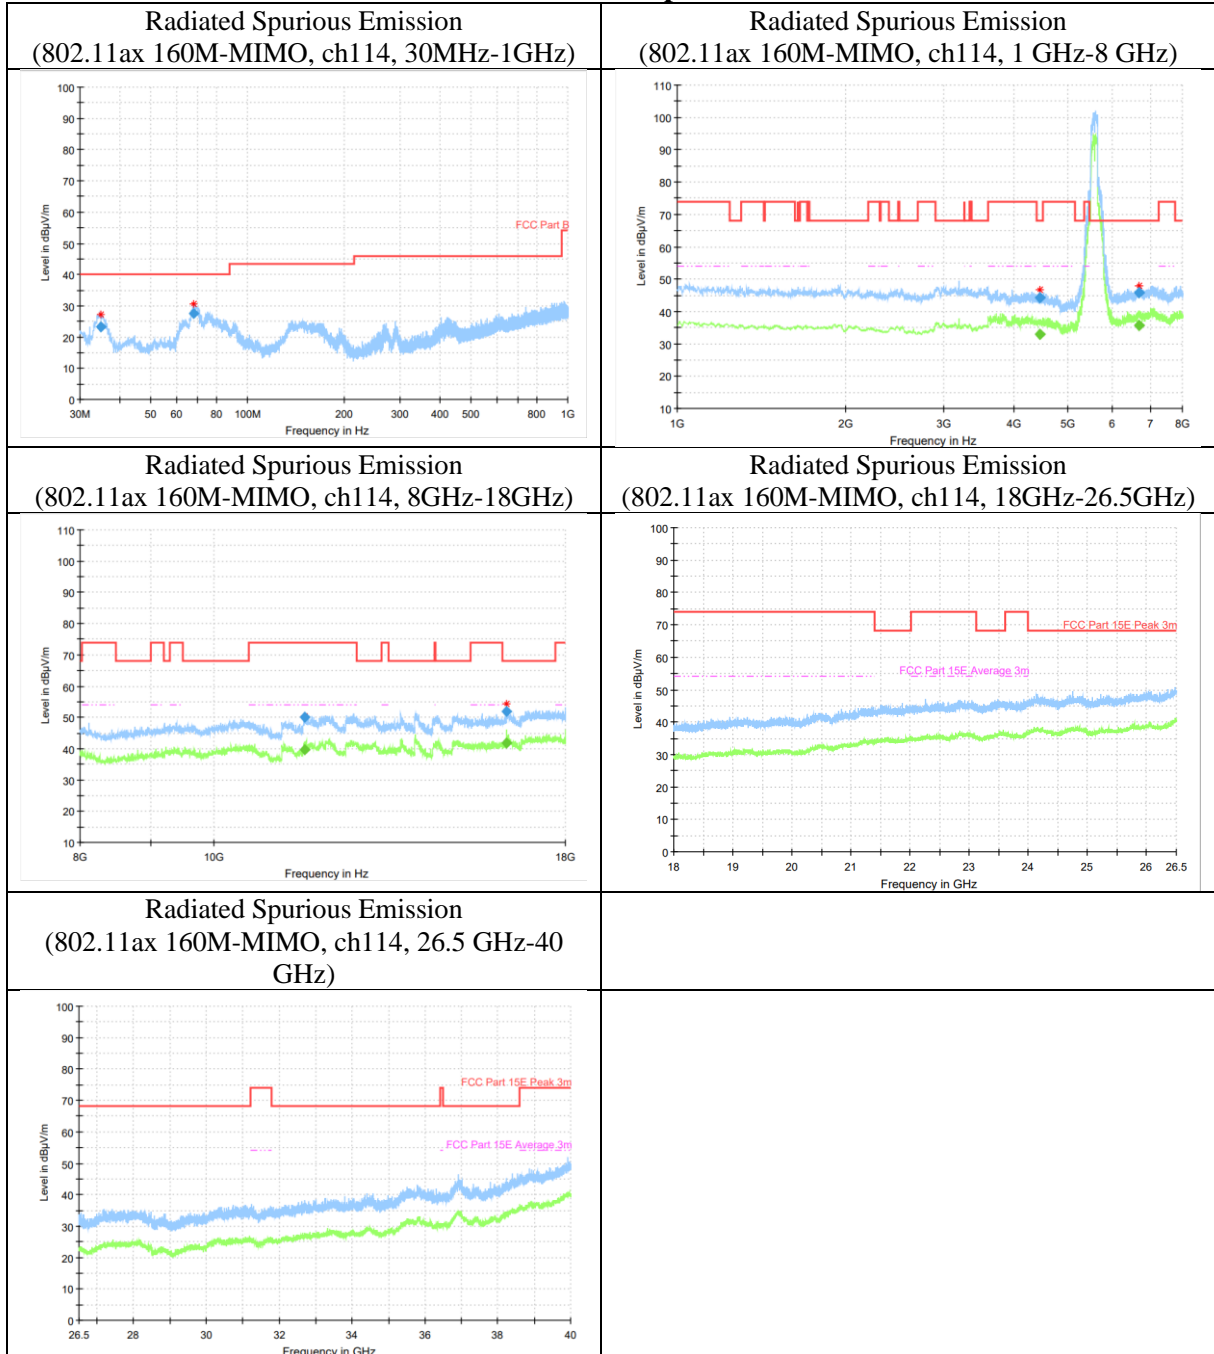 Radiated Spurious Emission
(802.11ax 160M-MIMO, ch114, 30MHz-1GHz)
Radiated Spurious Emission
(802.11ax 160M-MIMO, ch114, 1 GHz-8 GHz)
100
90
80
70
60
50
40
30
20
10
0
Level in dBµV/m
FCC Part B
30M
50
60
80
100M
200
300
400
500
800
1G
Frequency in Hz
110
100
90
80
70
60
50
40
30
20
10
Level in dBµV/m
1G
2G
3G
4G
5G
6
7
8G
Frequency in Hz
Radiated Spurious Emission
(802.11ax 160M-MIMO, ch114, 8GHz-18GHz)
Radiated Spurious Emission
(802.11ax 160M-MIMO, ch114, 18GHz-26.5GHz)
110
100
90
80
70
60
50
40
30
20
10
Level in dBµV/m
8G
10G
18G
Frequency in Hz
100
90
80
70
60
50
40
30
20
10
0
Level in dBµV/m
FCC Part 15E Peak 3m
FCC Part 15E Average 3m
18
19
20
21
22
23
24
25
26
26.5
Frequency in GHz
Radiated Spurious Emission
(802.11ax 160M-MIMO, ch114, 26.5 GHz-40
GHz)
100
90
80
70
60
50
40
30
20
10
0
Level in dBµV/m
FCC Part 15E Peak 3m
FCC Part 15E Average 3m
26.5
28
30
32
34
36
38
40
Frequency in GHz